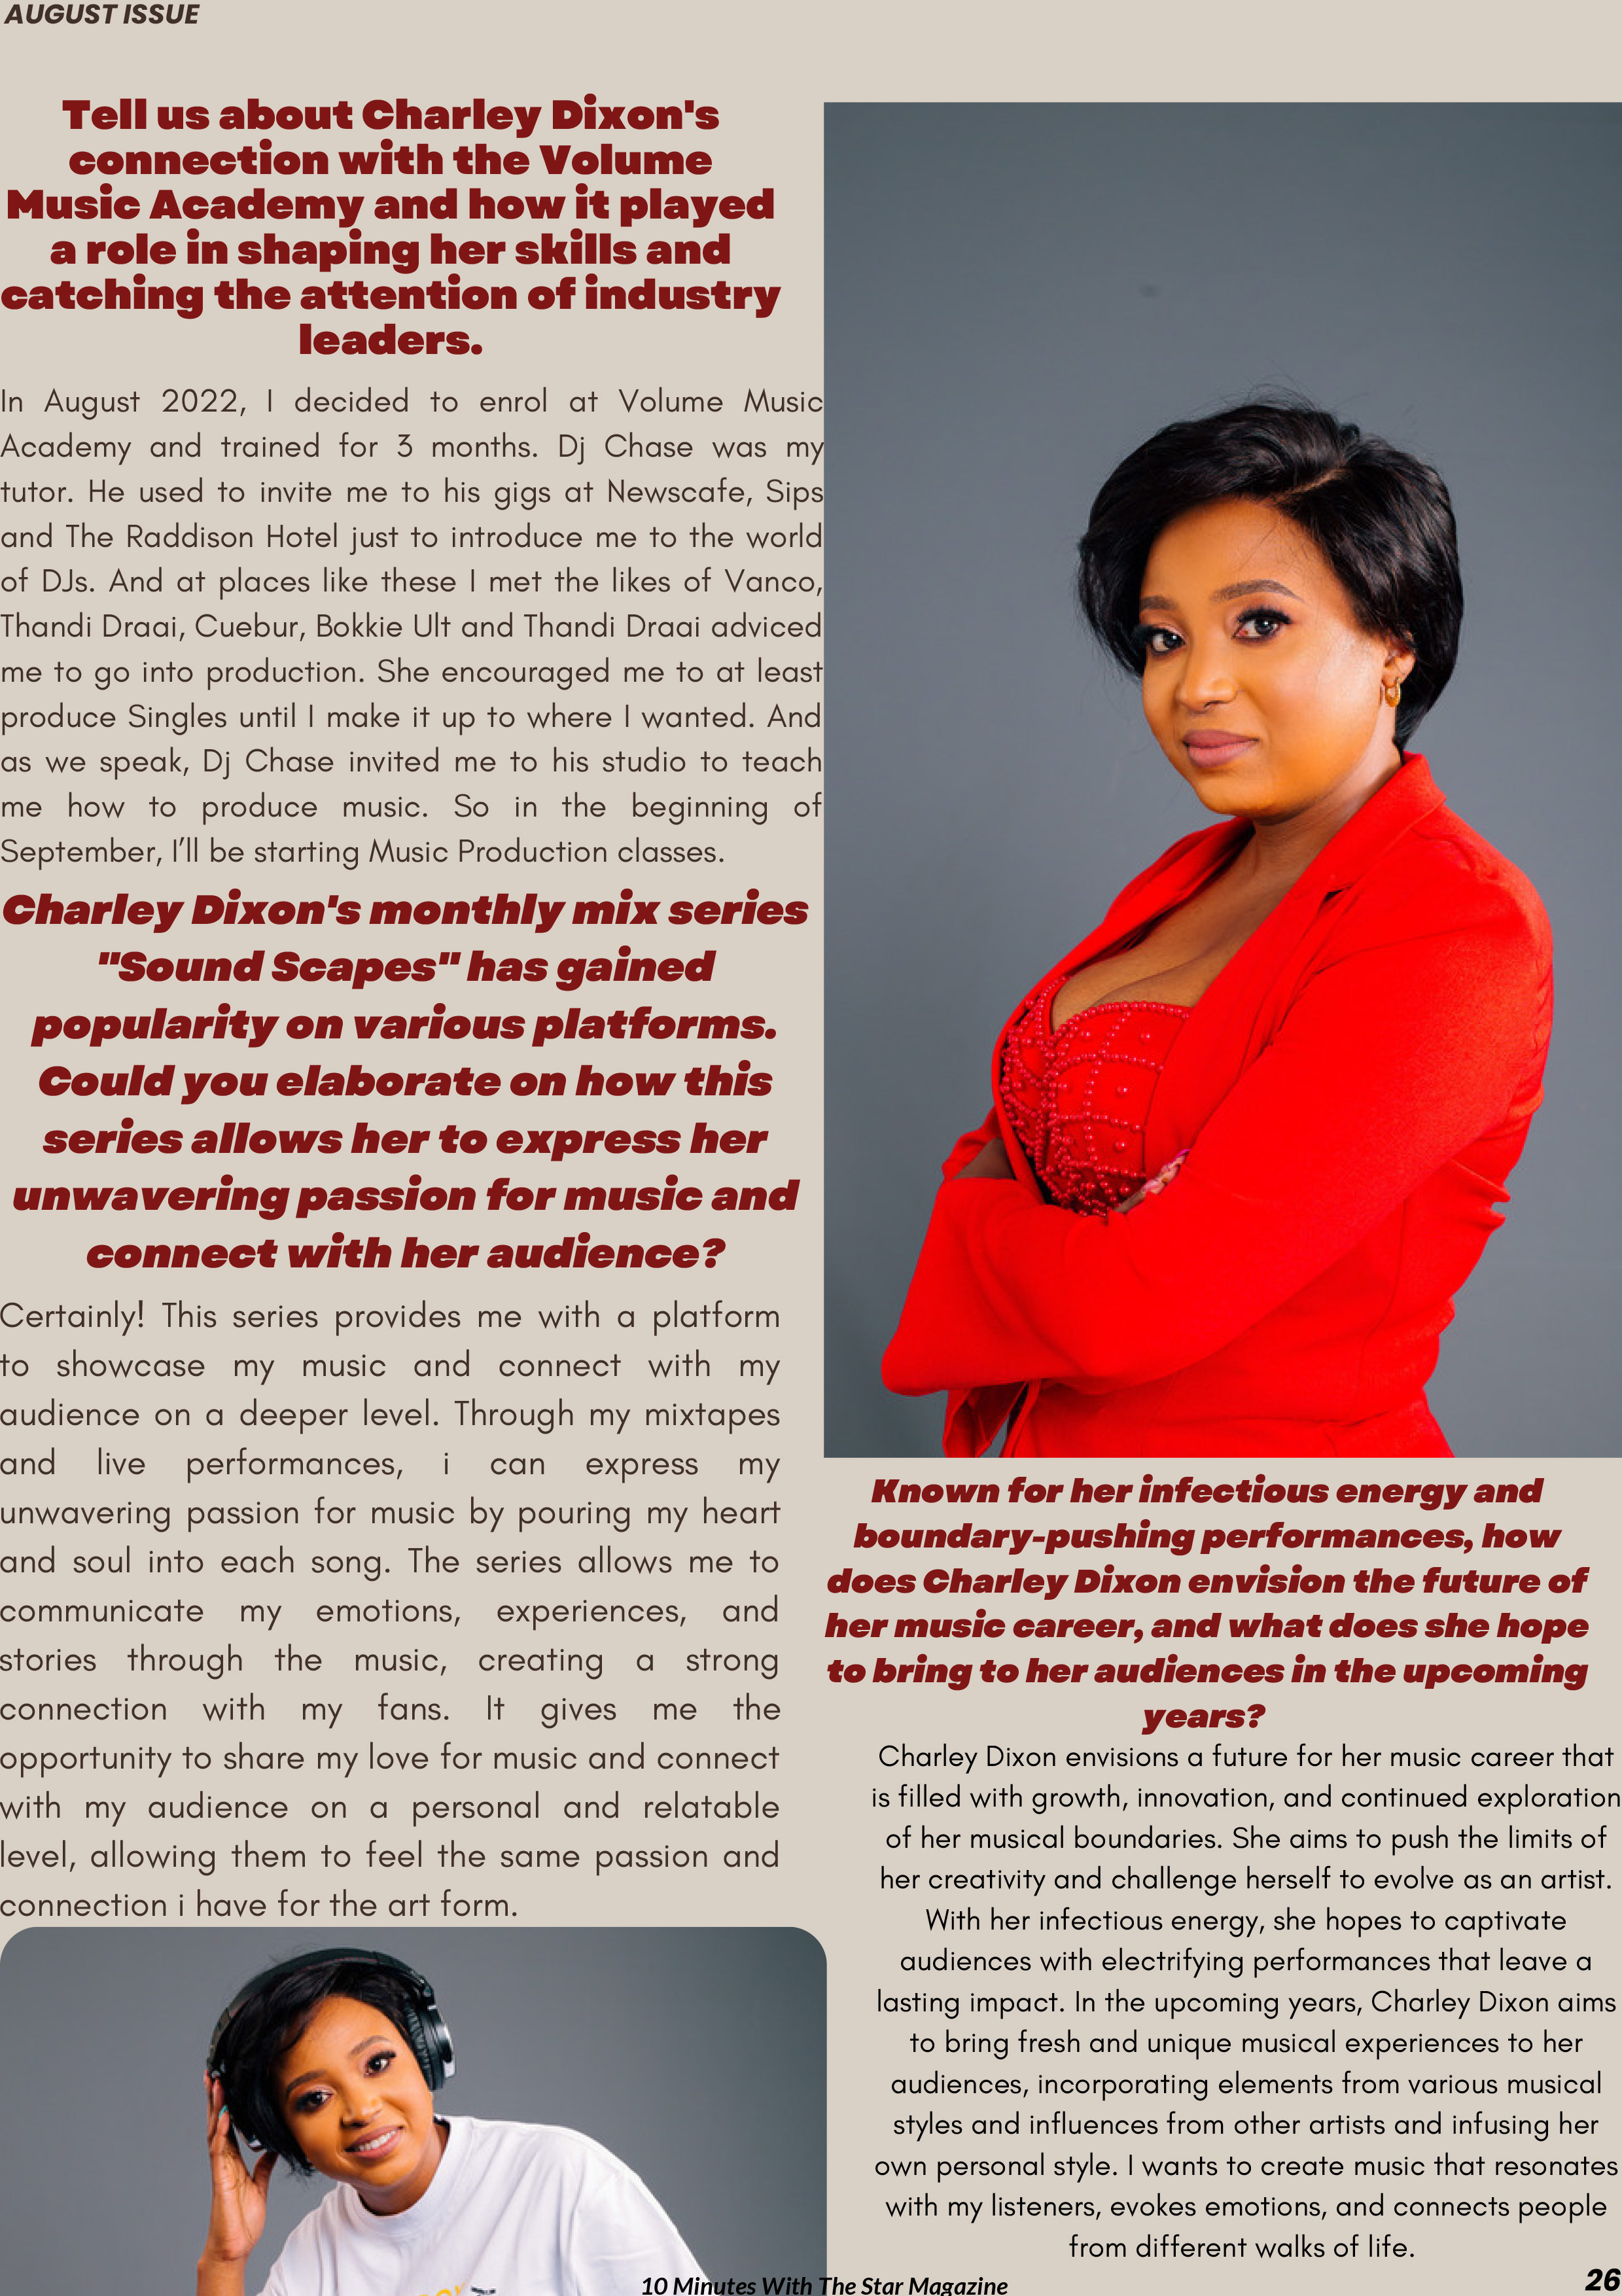 AUGUST ISSUE
Tell us about Charley Dixon's
connection with the Volume
Music Academy and how it played
a role in shaping her skills and
catching the attention of industry
leaders.
In August 2022, I decided to enrol at Volume Music
Academy and trained for 3 months. Dj Chase was my
tutor. He used to invite me to his gigs at Newscafe, Sips
and The Raddison Hotel just to introduce me to the world
of DJs. And at places like these I met the likes of Vanco,
Thandi Draai, Cuebur, Bokkie Ult and Thandi Draai adviced
me to go into production. She encouraged me to at least
produce Singles until I make it up to where I wanted. And
as we speak, Dj Chase invited me to his studio to teach
me how to produce music. So in the beginning of
September, I’ll be starting Music Production classes.
Charley Dixon's monthly mix series
"Sound Scapes" has gained
popularity on various platforms.
Could you elaborate on how this
series allows her to express her
unwavering passion for music and
connect with her audience?
Certainly! This series provides me with a platform
to showcase my music and connect with my
audience on a deeper level. Through my mixtapes
and live performances, i can express my
unwavering passion for music by pouring my heart
and soul into each song. The series allows me to
communicate my emotions, experiences, and
stories through the music, creating a strong
connection with my fans. It gives me the
opportunity to share my love for music and connect
with my audience on a personal and relatable
level, allowing them to feel the same passion and
connection i have for the art form.
Known for her infectious energy and
boundary-pushing performances, how
does Charley Dixon envision the future of
her music career, and what does she hope
to bring to her audiences in the upcoming
years?
Charley Dixon envisions a future for her music career that
is filled with growth, innovation, and continued exploration
of her musical boundaries. She aims to push the limits of
her creativity and challenge herself to evolve as an artist.
With her infectious energy, she hopes to captivate
audiences with electrifying performances that leave a
lasting impact. In the upcoming years, Charley Dixon aims
to bring fresh and unique musical experiences to her
audiences, incorporating elements from various musical
styles and influences from other artists and infusing her
own personal style. I wants to create music that resonates
with my listeners, evokes emotions, and connects people
from different walks of life.
10 Minutes With The Star Magazine
26